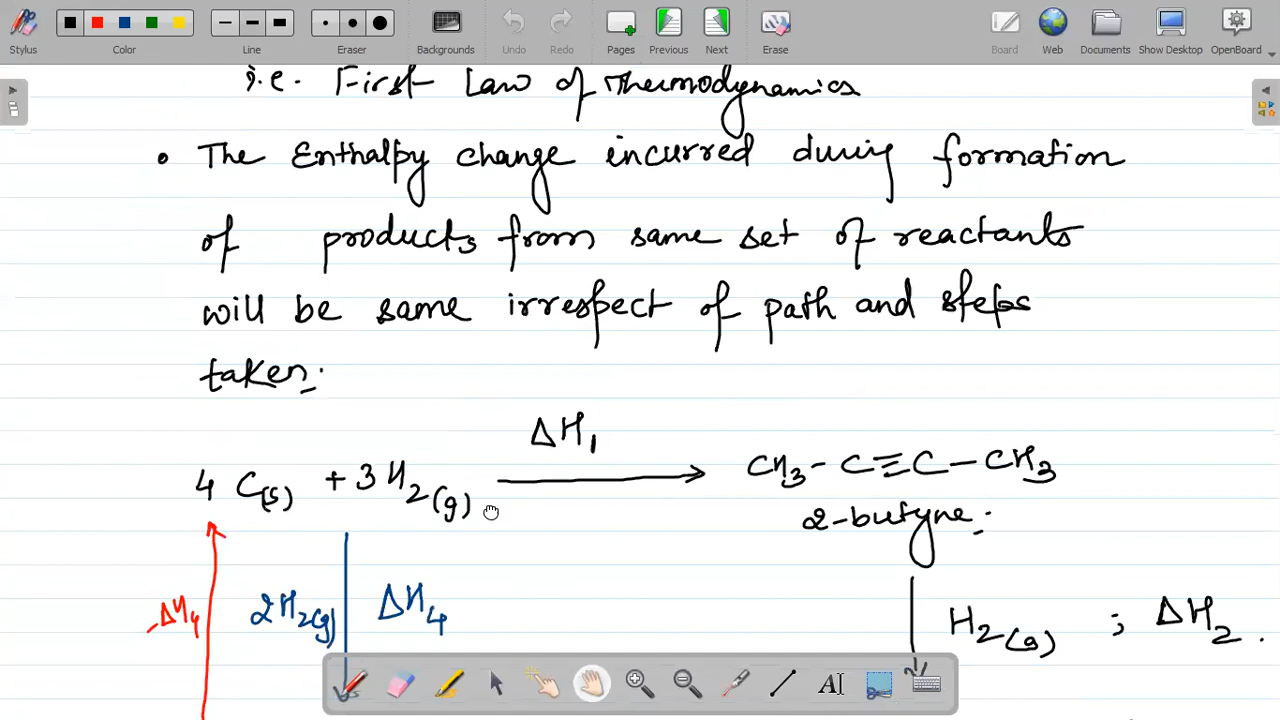 Stylus
Color
Line
Eraser
Backgrounds
Undo
Redo
Pages
Previous
Next
Erase
Board
Web
Documents
Show Desktop
OpenBoard
i.e. First Law of Thermodynamics
• The Enthalpy change incurred during formation
of products from same set of reactants
will be same irrespect of path and steps
taken.
ΔH₁
4 C(s) + 3 H₂(g) ⟶ CH₃–C≡C–CH₃
2-butyne
-ΔH₄ 2H₂(g) ΔH₄ H₂(g) ; ΔH₂.